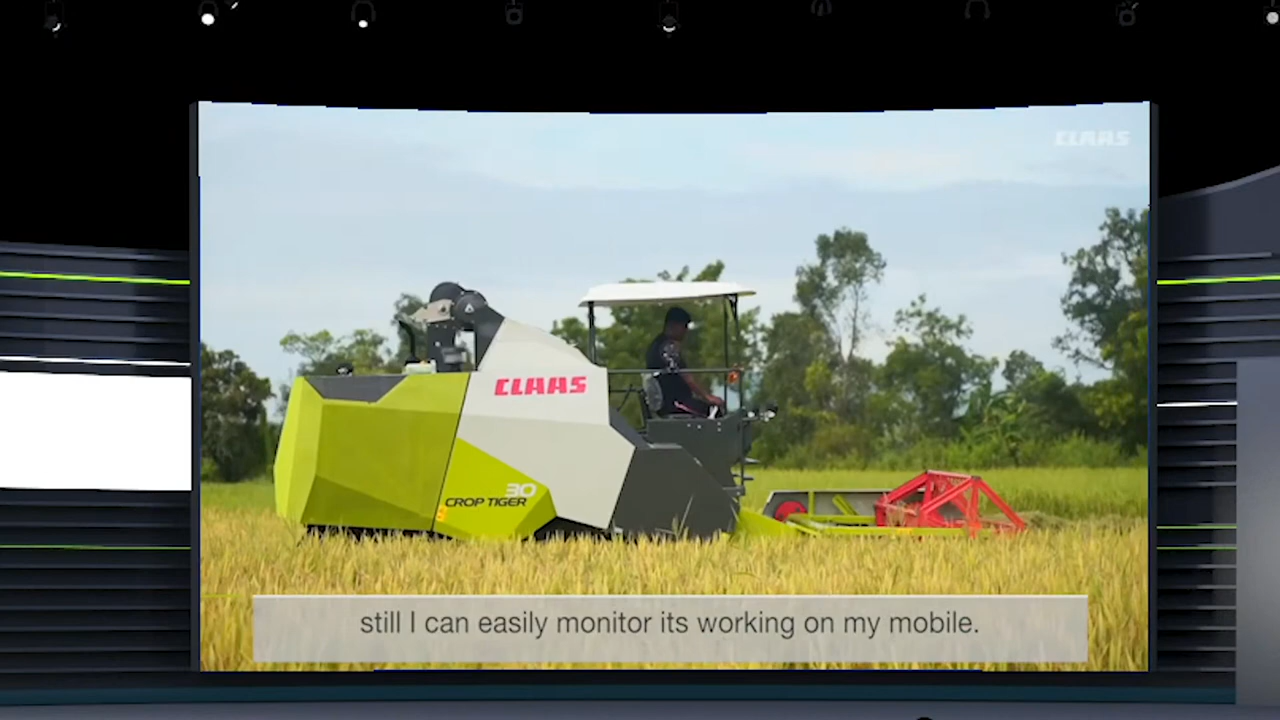 CLAAS
CLAAS
30
CROP TIGER
still I can easily monitor its working on my mobile.